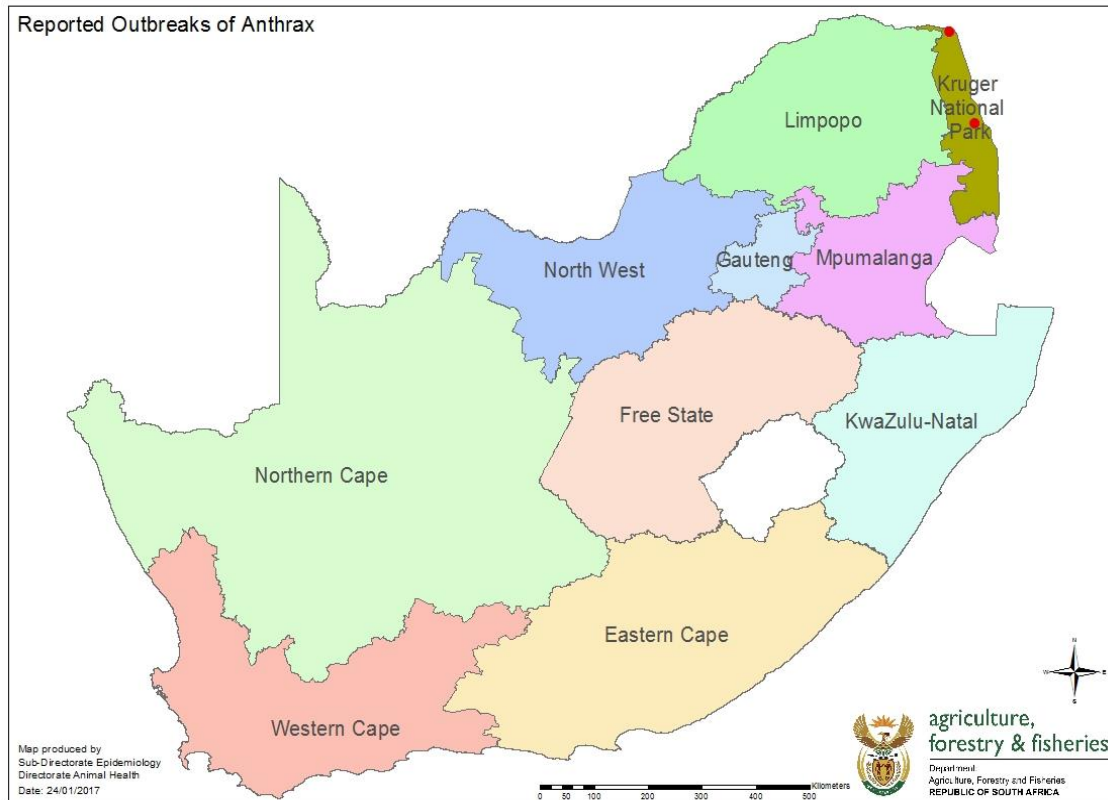 Reported Outbreaks of Anthrax
Kruger
National
Park
Limpopo
North West
Gauteng
Mpumalanga
Free State
KwaZulu-Natal
Northern Cape
Eastern Cape
Western Cape
N
W
E
S
agriculture,
forestry & fisheries
Department:
Agriculture, Forestry and Fisheries
REPUBLIC OF SOUTH AFRICA
Map produced by
Sub-Directorate Epidemiology
Directorate Animal Health
Date: 24/01/2017
Kilometers
0 50 100 200 300 400 500